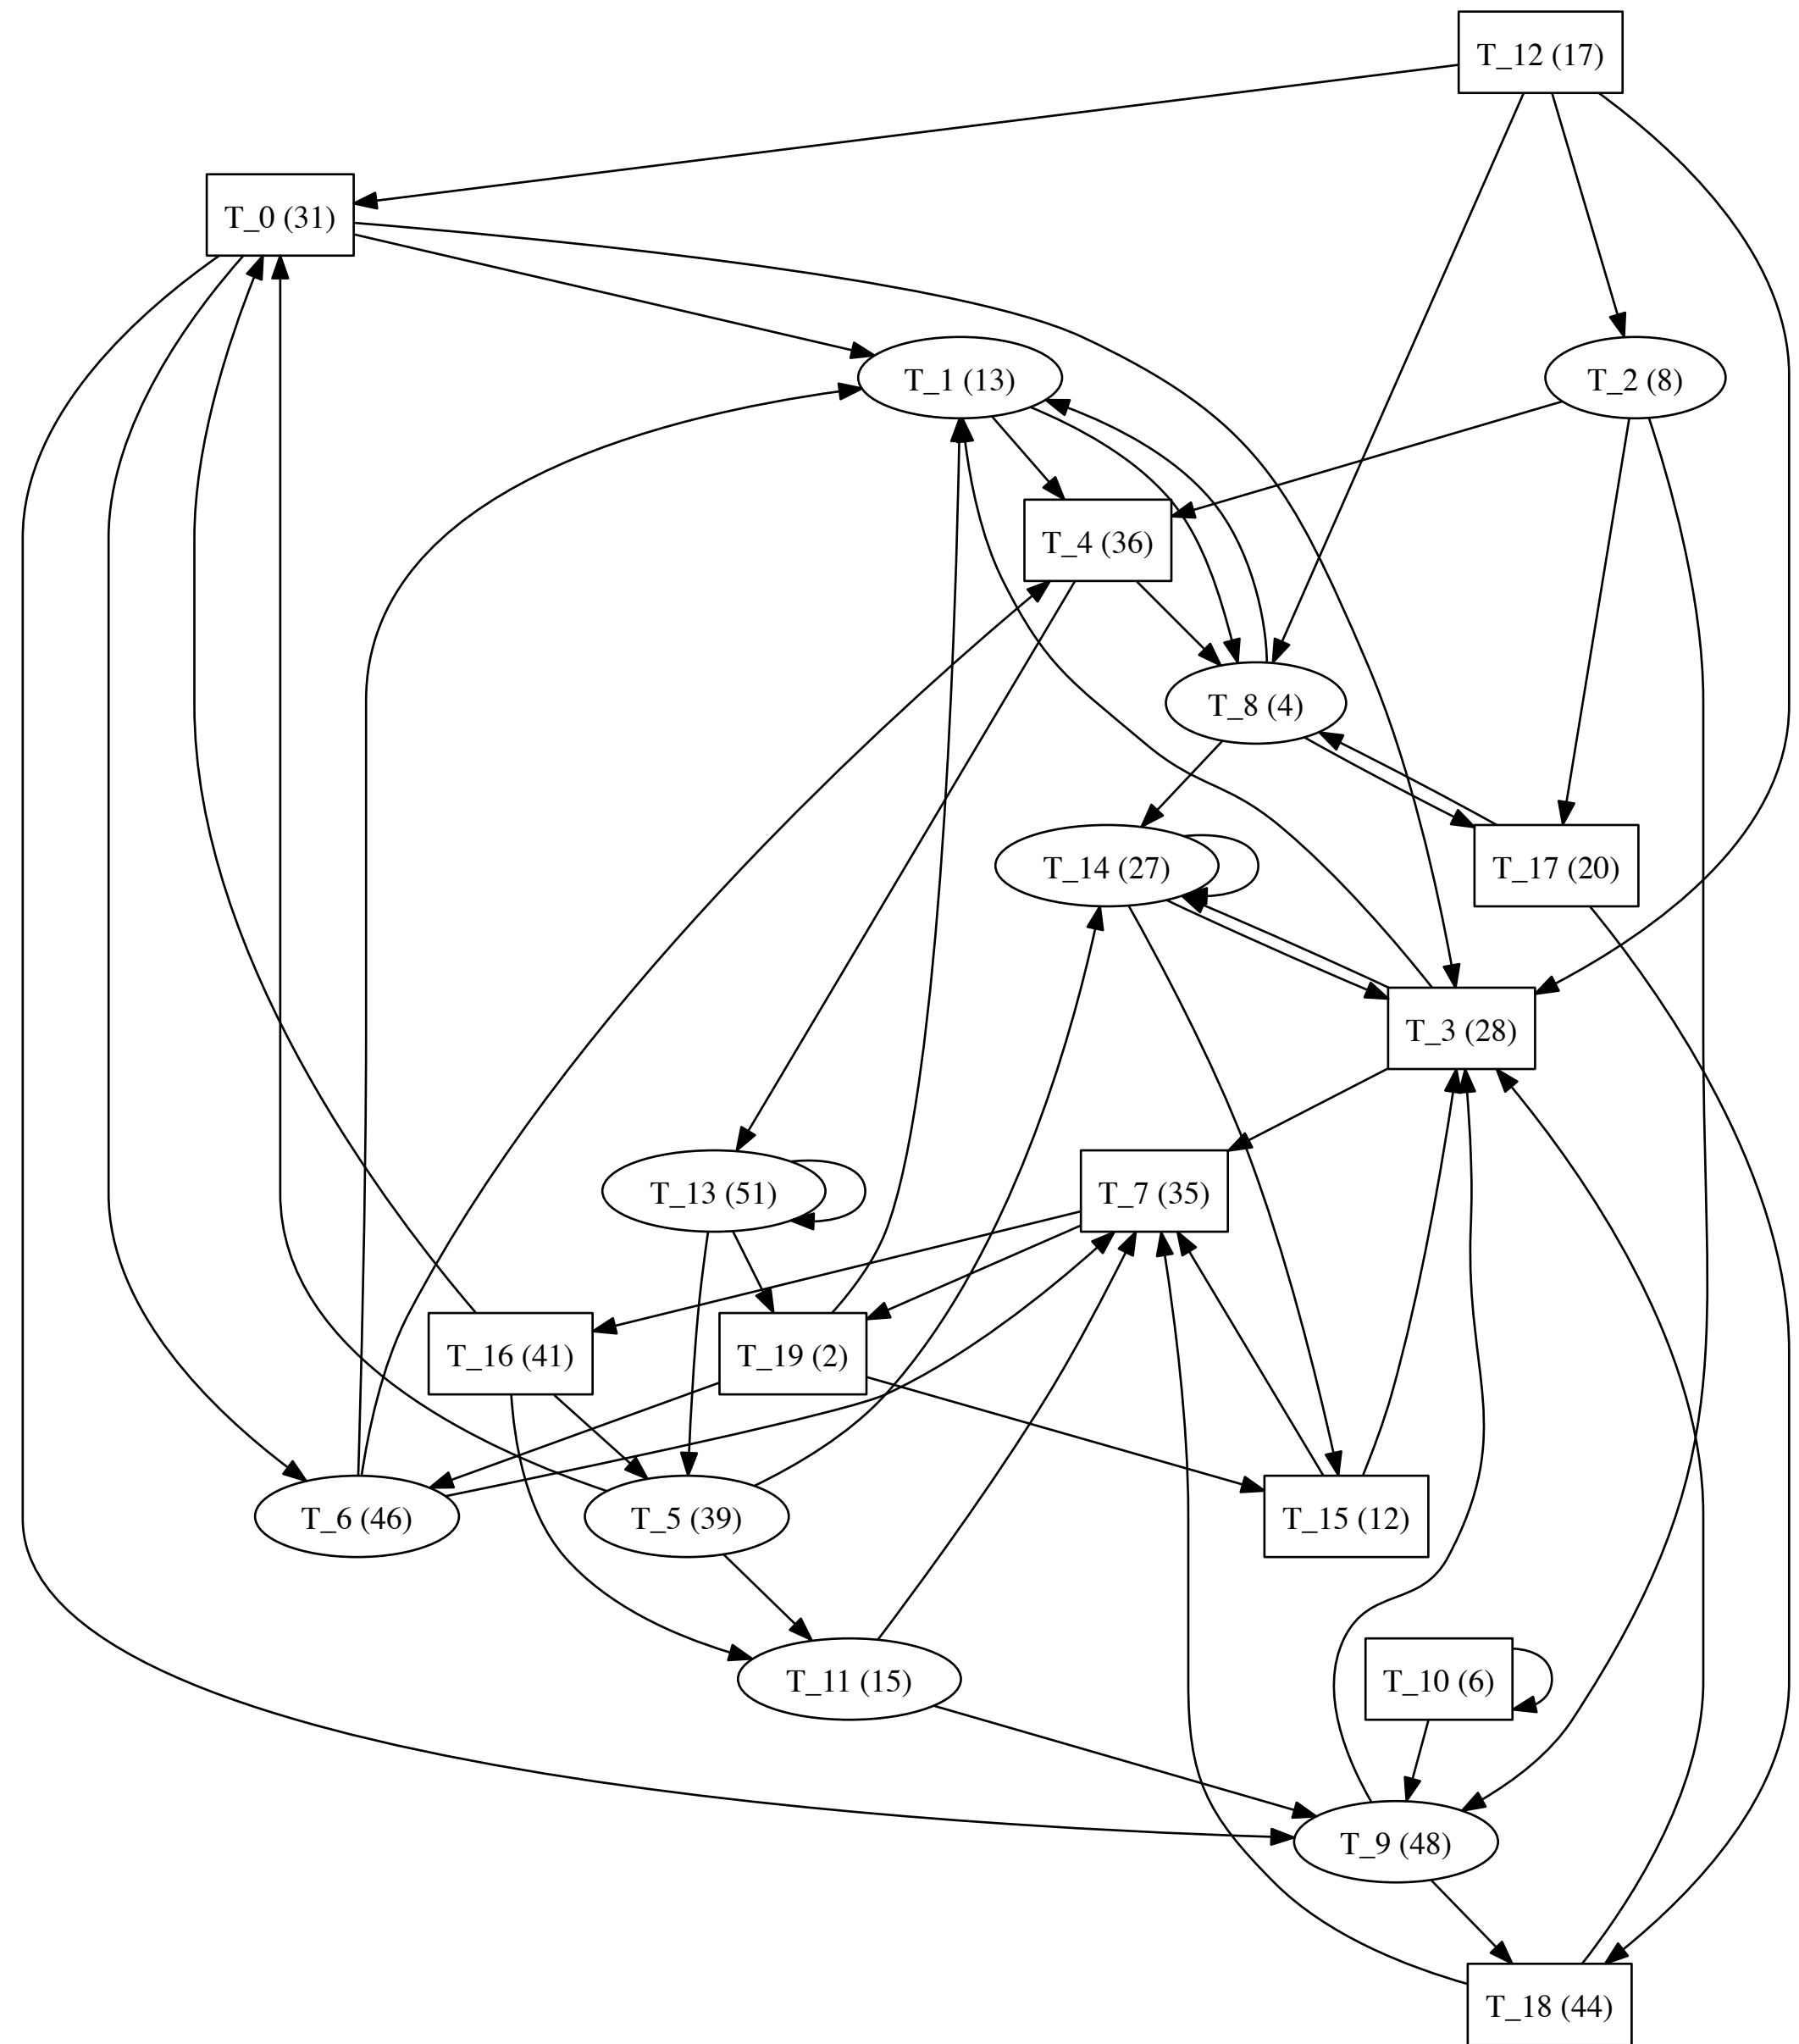 T_12 (17)
T_0 (31)
T_1 (13)
T_2 (8)
T_4 (36)
T_8 (4)
T_14 (27)
T_17 (20)
T_3 (28)
T_13 (51)
T_7 (35)
T_16 (41)
T_19 (2)
T_6 (46)
T_5 (39)
T_15 (12)
T_11 (15)
T_10 (6)
T_9 (48)
T_18 (44)